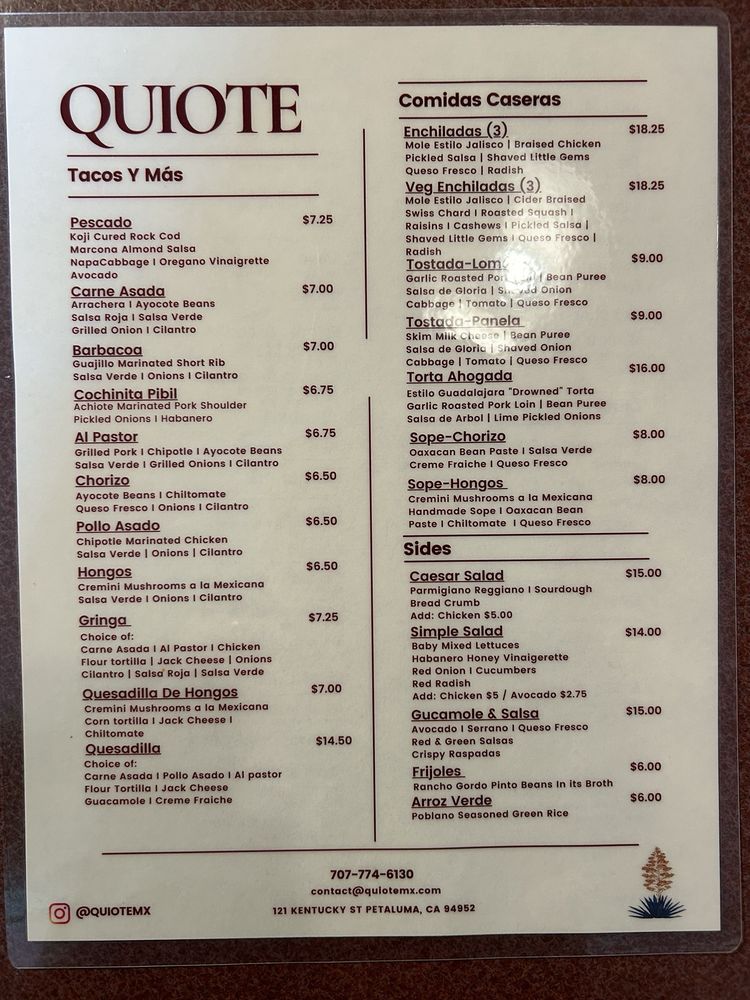 QUIOTE
Tacos Y Más
Pescado $7.25
Koji Cured Rock Cod
Marcona Almond Salsa
NapaCabbage I Oregano Vinaigrette
Avocado
Carne Asada $7.00
Arrachera I Ayocote Beans
Salsa Roja I Salsa Verde
Grilled Onion I Cilantro
Barbacoa $7.00
Guajillo Marinated Short Rib
Salsa Verde I Onions I Cilantro
Cochinita Pibil $6.75
Achiote Marinated Pork Shoulder
Pickled Onions I Habanero
Al Pastor $6.75
Grilled Pork I Chipotle I Ayocote Beans
Salsa Verde I Grilled Onions I Cilantro
Chorizo $6.50
Ayocote Beans I Chiltomate
Queso Fresco I Onions I Cilantro
Pollo Asado $6.50
Chipotle Marinated Chicken
Salsa Verde | Onions | Cilantro
Hongos $6.50
Cremini Mushrooms a la Mexicana
Salsa Verde I Onions I Cilantro
Gringa $7.25
Choice of:
Carne Asada I Al Pastor I Chicken
Flour tortilla | Jack Cheese | Onions
Cilantro | Salsa Roja | Salsa Verde
Quesadilla De Hongos $7.00
Cremini Mushrooms a la Mexicana
Corn tortilla I Jack Cheese I
Chiltomate
Quesadilla $14.50
Choice of:
Carne Asada I Pollo Asado I Al pastor
Flour Tortilla I Jack Cheese
Guacamole I Creme Fraiche
Comidas Caseras
Enchiladas (3) $18.25
Mole Estilo Jalisco | Braised Chicken
Pickled Salsa | Shaved Little Gems
Queso Fresco | Radish
Veg Enchiladas (3) $18.25
Mole Estilo Jalisco | Cider Braised
Swiss Chard I Roasted Squash I
Raisins I Cashews I Pickled Salsa |
Shaved Little Gems I Queso Fresco |
Radish
$9.00
Garlic Roasted | Bean Puree
Salsa de Gloria | Shaved Onion
Cabbage | Tomato | Queso Fresco
Tostada-Panela $9.00
Skim Milk Cheese | Bean Puree
Salsa de Gloria | Shaved Onion
Cabbage | Tomato | Queso Fresco
Torta Ahogada $16.00
Estilo Guadalajara "Drowned" Torta
Garlic Roasted Pork Loin | Bean Puree
Salsa de Arbol | Lime Pickled Onions
Sope-Chorizo $8.00
Oaxacan Bean Paste I Salsa Verde
Creme Fraiche I Queso Fresco
Sope-Hongos $8.00
Cremini Mushrooms a la Mexicana
Handmade Sope I Oaxacan Bean
Paste I Chiltomate I Queso Fresco
Sides
Caesar Salad $15.00
Parmigiano Reggiano I Sourdough
Bread Crumb
Add: Chicken $5.00
Simple Salad $14.00
Baby Mixed Lettuces
Habanero Honey Vinaigerette
Red Onion I Cucumbers
Red Radish
Add: Chicken $5 / Avocado $2.75
Gucamole & Salsa $15.00
Avocado I Serrano I Queso Fresco
Red & Green Salsas
Crispy Raspadas
Frijoles $6.00
Rancho Gordo Pinto Beans In its Broth
Arroz Verde $6.00
Poblano Seasoned Green Rice
707-774-6130
contact@quiotemx.com
@QUIOTEMX
121 KENTUCKY ST PETALUMA, CA 94952